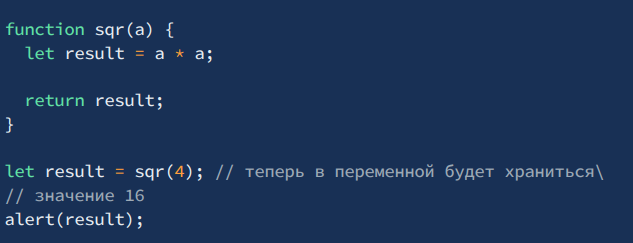 function sqr(a) {
  let result = a * a;

  return result;
}

let result = sqr(4); // теперь в переменной будет храниться\
// значение 16
alert(result);